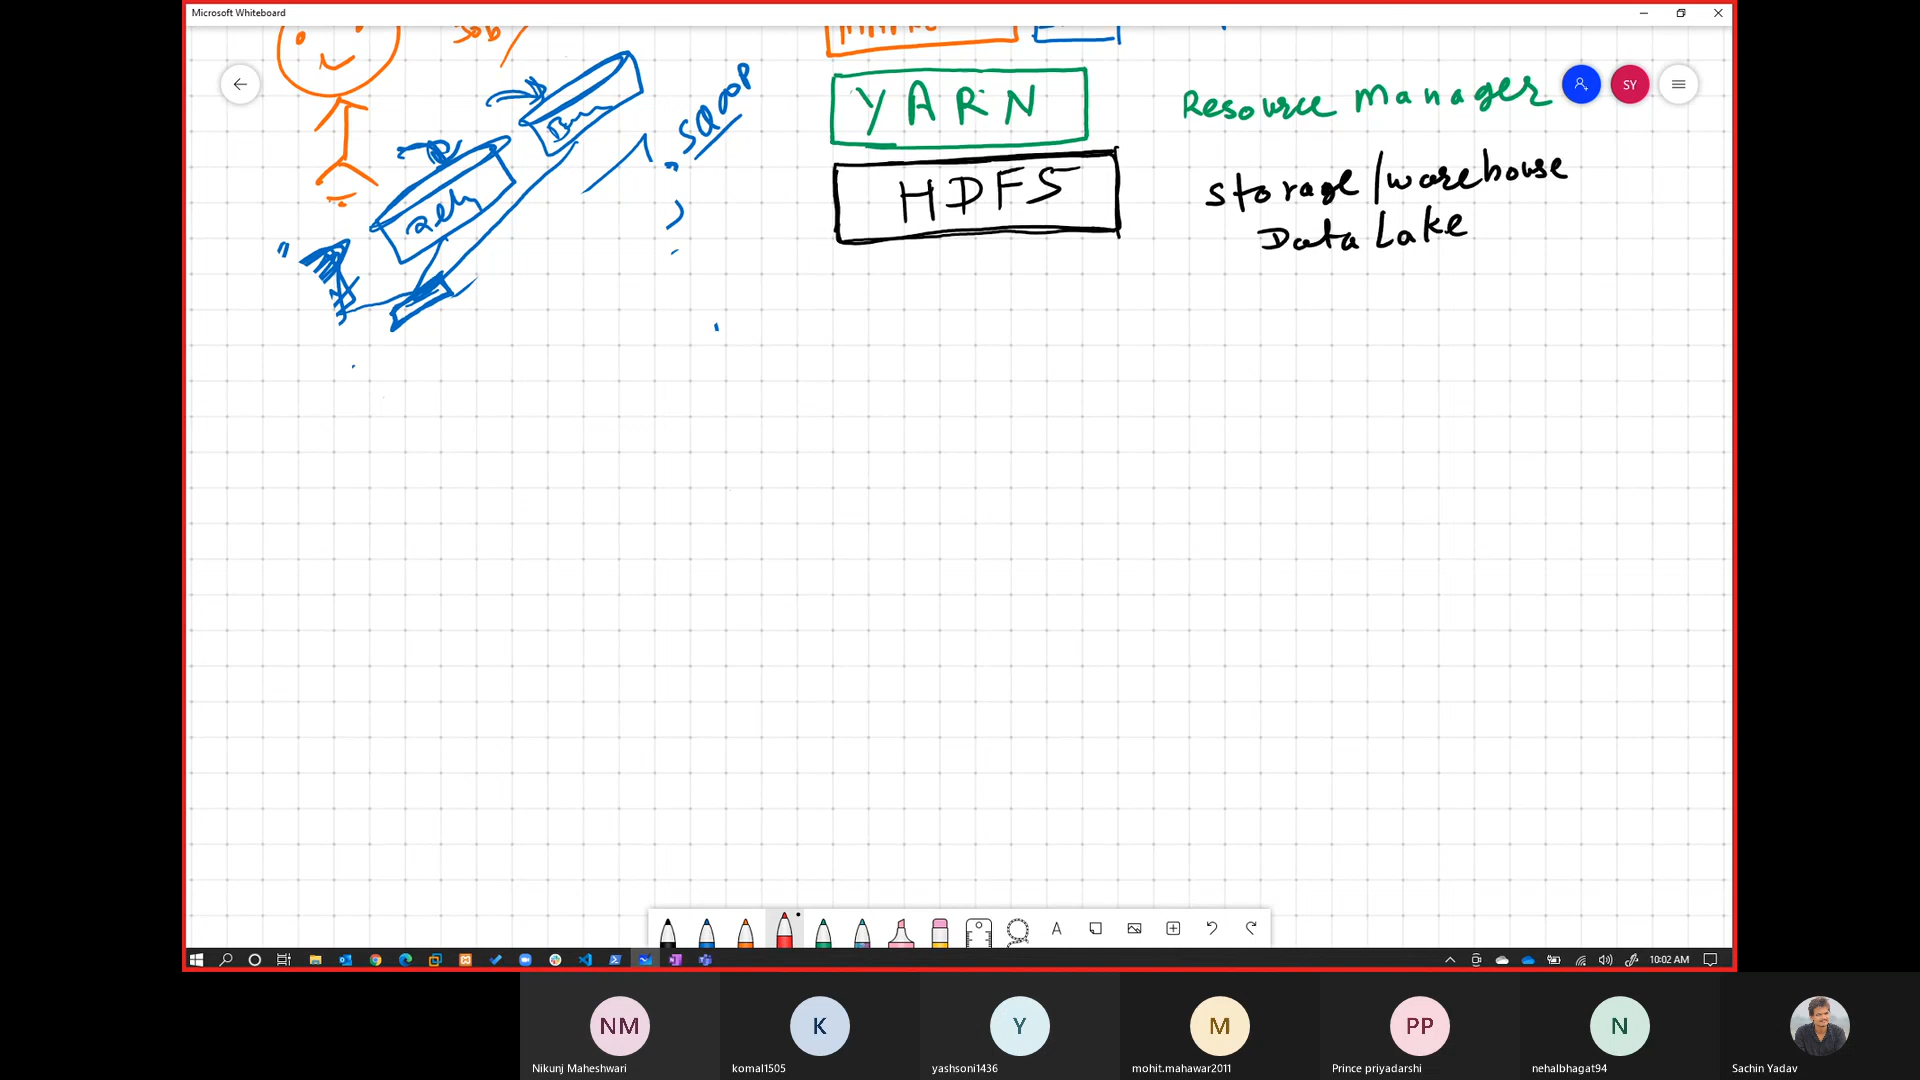 Microsoft Whiteboard
Job
SQOOP
YARN
Resource Manager
SY
HDFS
Storage/warehouse
Data Lake
A
10:02 AM
NM
K
Y
M
PP
N
Nikunj Maheshwari
komal1505
yashsoni1436
mohit.mahawar2011
Prince priyadarshi
nehalbhagat94
Sachin Yadav